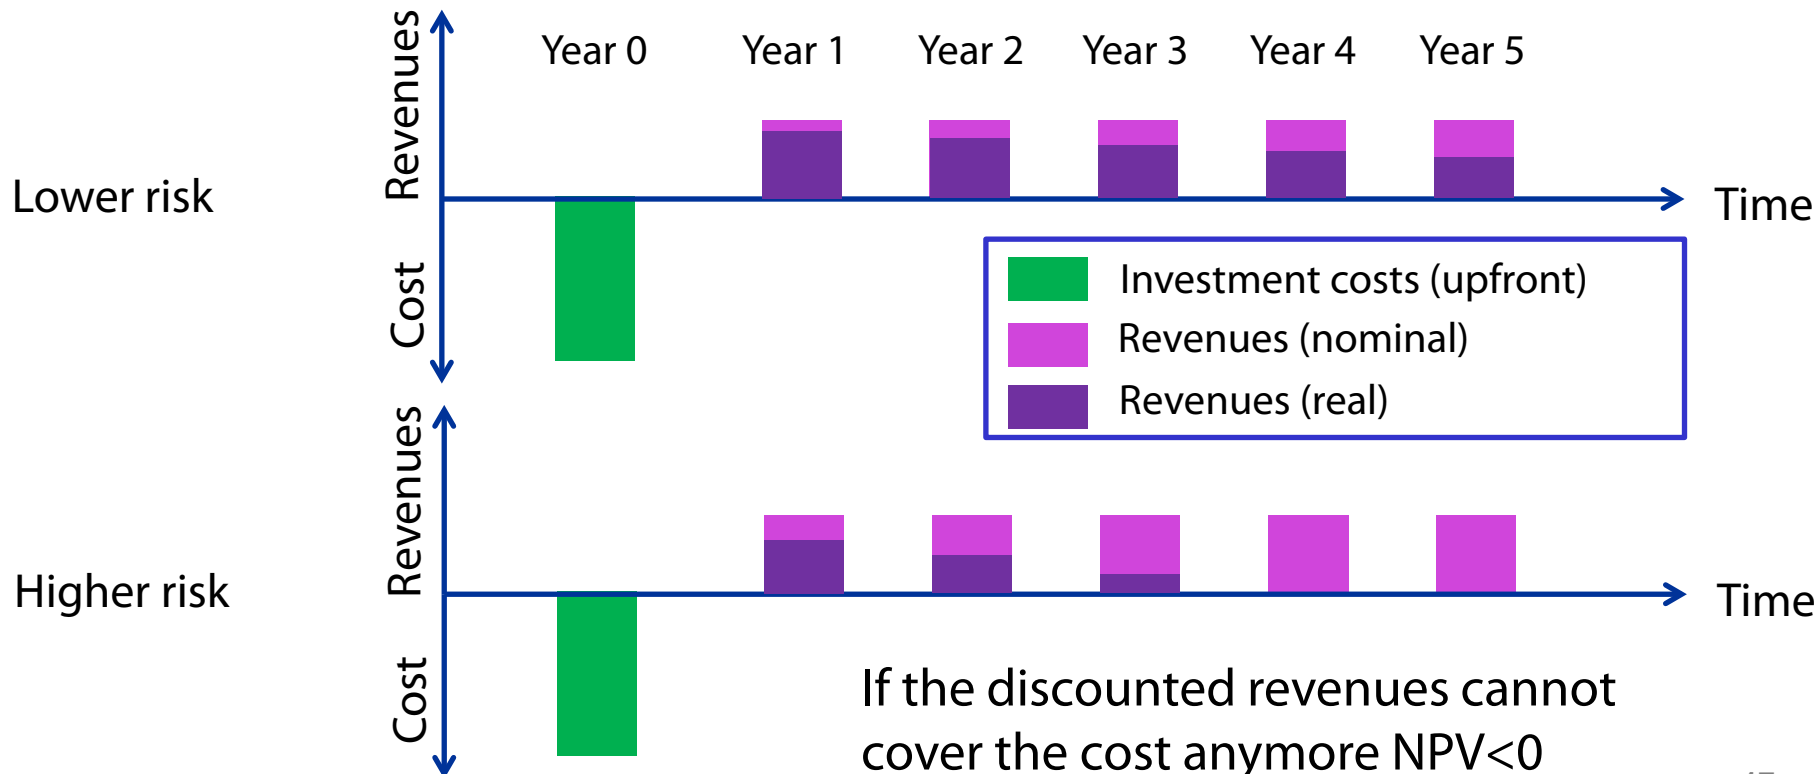 Year 0 Year 1 Year 2 Year 3 Year 4 Year 5
Revenues
Lower risk
Time
Cost
Investment costs (upfront)
Revenues (nominal)
Revenues (real)
Revenues
Higher risk
Time
Cost
If the discounted revenues cannot
cover the cost anymore NPV<0